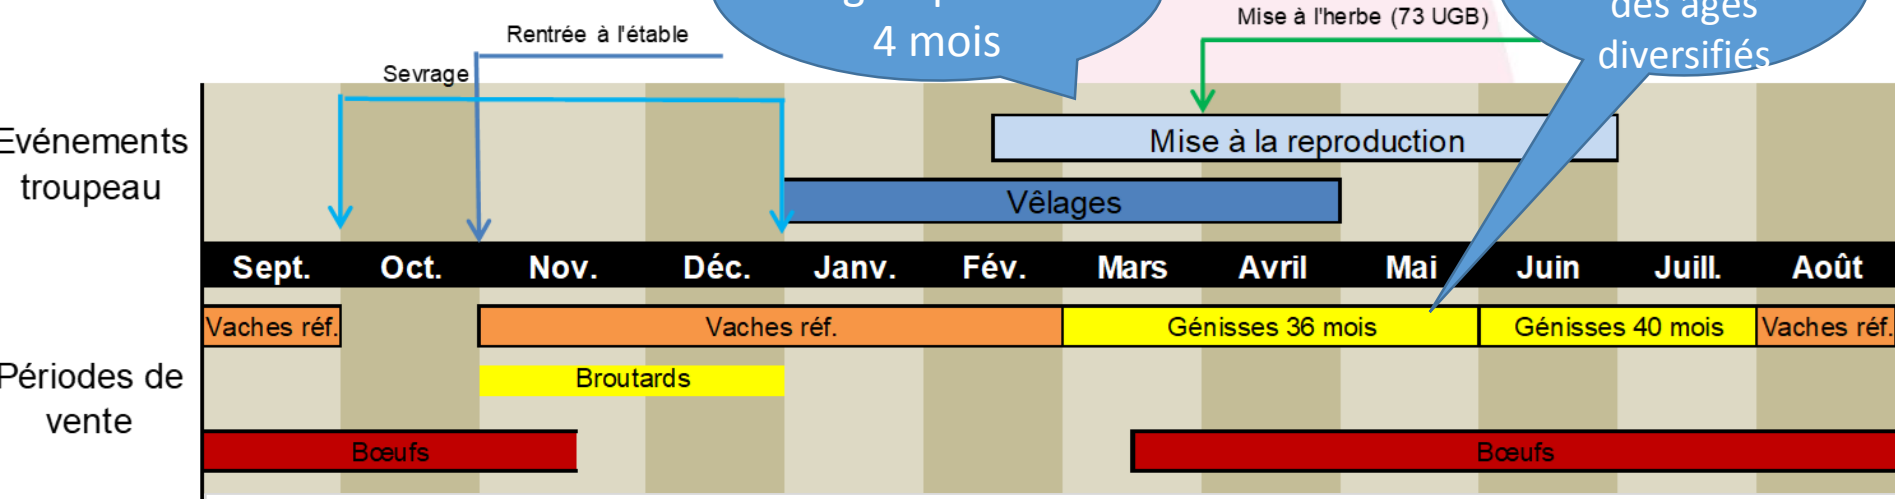 4 mois
des âges
diversifiés
Mise à l'herbe (73 UGB)
Rentrée à l'étable
Sevrage
Evénements
troupeau
Mise à la reproduction
Vêlages
Sept. Oct. Nov. Déc. Janv. Fév. Mars Avril Mai Juin Juill. Août
Vaches réf. Vaches réf. Génisses 36 mois Génisses 40 mois Vaches réf.
Périodes de
vente
Broutards
Bœufs Bœufs